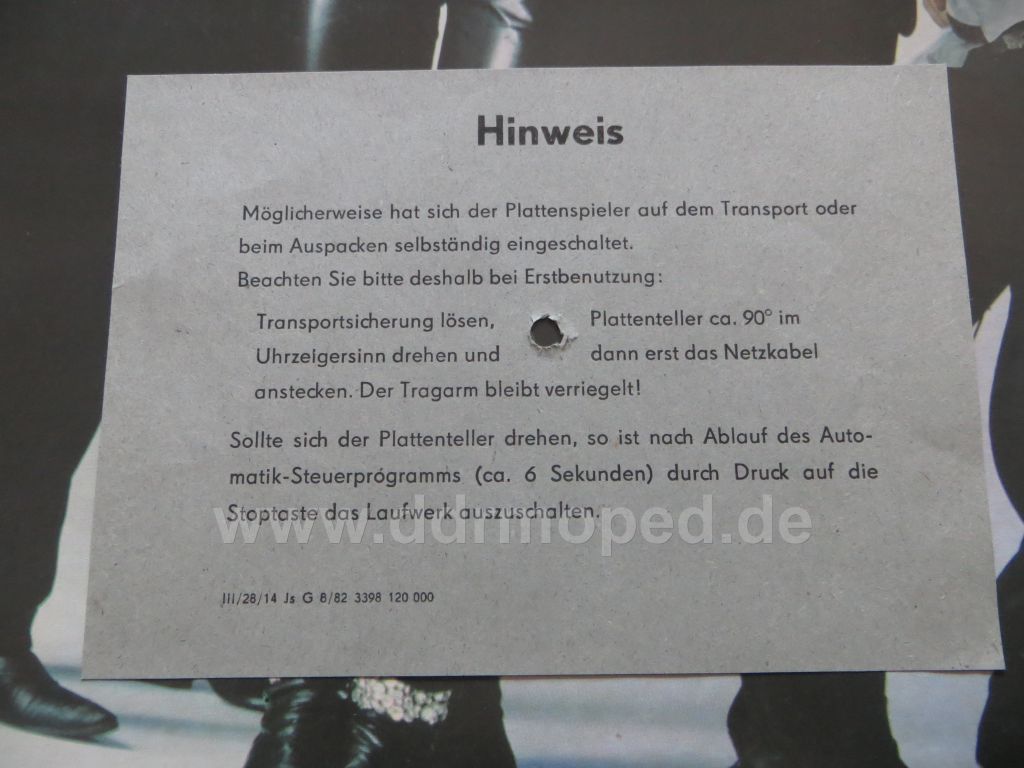 Hinweis
Möglicherweise hat sich der Plattenspieler auf dem Transport oder
beim Auspacken selbständig eingeschaltet.
Beachten Sie bitte deshalb bei Erstbenutzung:
Transportsicherung lösen, Plattenteller ca. 90° im
Uhrzeigersinn drehen und dann erst das Netzkabel
anstecken. Der Tragarm bleibt verriegelt!
Sollte sich der Plattenteller drehen, so ist nach Ablauf des Auto-
matik-Steuerprógramms (ca. 6 Sekunden) durch Druck auf die
Stoptaste das Laufwerk auszuschalten.
www.ddrmoped.de
III/28/14 Js G 8/82 3398 120 000